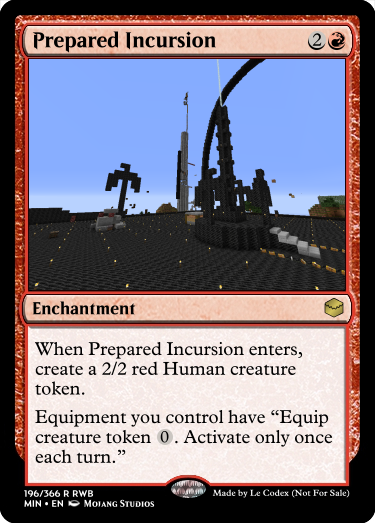 Prepared Incursion 2
Enchantment
When Prepared Incursion enters,
create a 2/2 red Human creature
token.
Equipment you control have “Equip
creature token 0. Activate only once
each turn.”
196/366 R RWB
MIN • EN Mojang Studios
Made by Le Codex (Not For Sale)